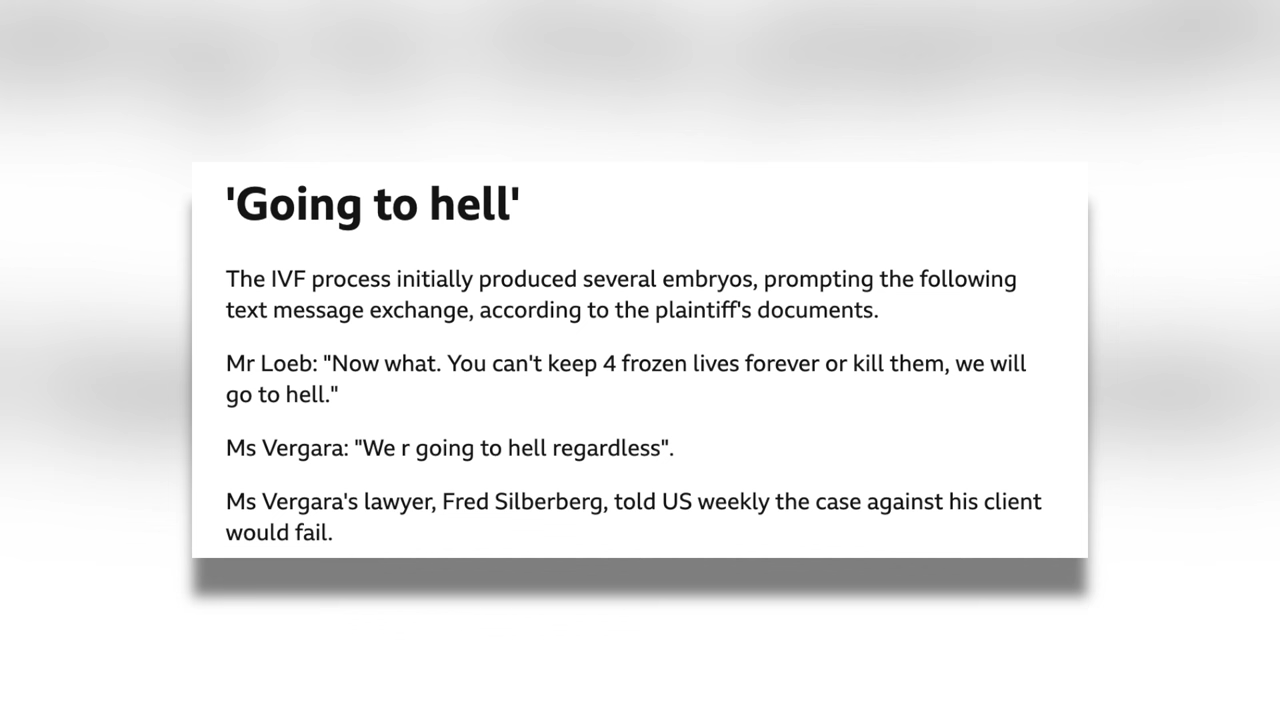 'Going to hell'
The IVF process initially produced several embryos, prompting the following
text message exchange, according to the plaintiff's documents.
Mr Loeb: "Now what. You can't keep 4 frozen lives forever or kill them, we will
go to hell."
Ms Vergara: "We r going to hell regardless".
Ms Vergara's lawyer, Fred Silberberg, told US weekly the case against his client
would fail.